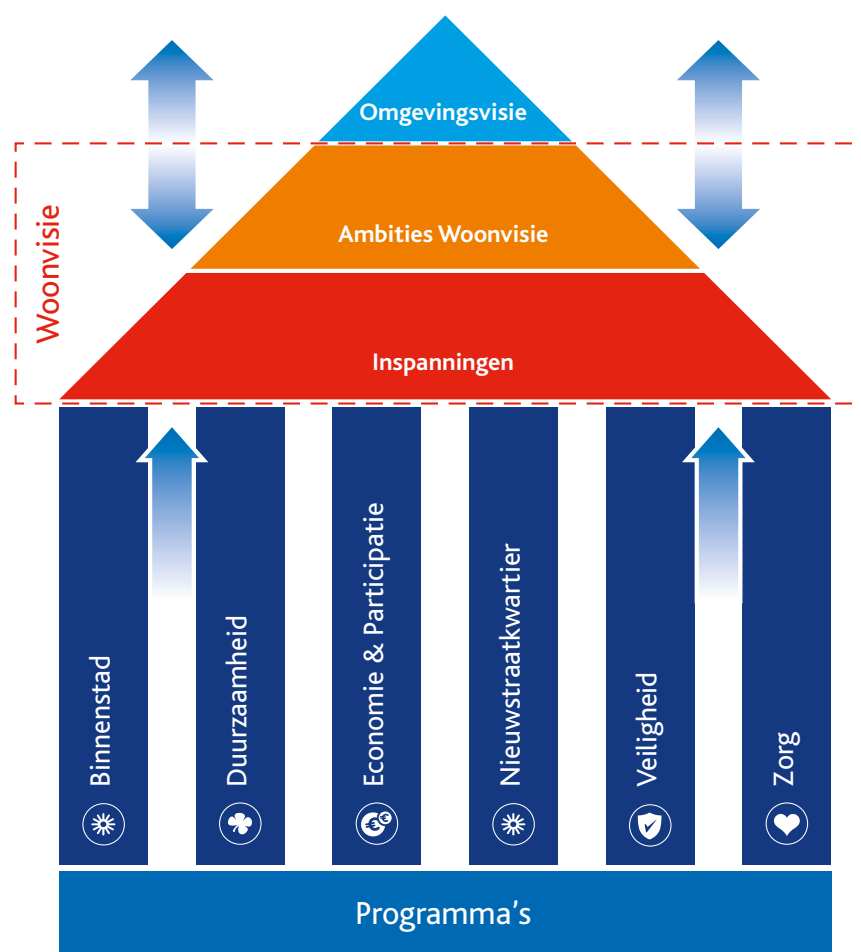 Omgevingsvisie
Woonvisie
Ambities Woonvisie
Inspanningen
Binnenstad
Duurzaamheid
Economie & Participatie
Nieuwstraatkwartier
Veiligheid
Zorg
Programma's